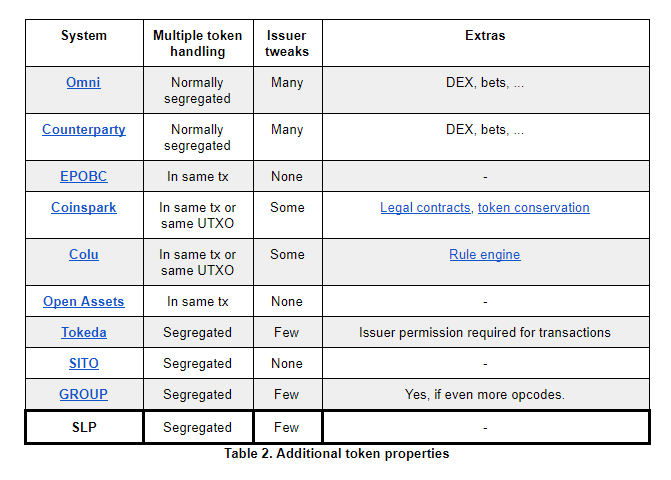 System Multiple token handling Issuer tweaks Extras
Omni Normally segregated Many DEX, bets, ...
Counterparty Normally segregated Many DEX, bets, ...
EPOBC In same tx None -
Coinspark In same tx or same UTXO Some Legal contracts, token conservation
Colu In same tx or same UTXO Some Rule engine
Open Assets In same tx None -
Tokeda Segregated Few Issuer permission required for transactions
SITO Segregated None -
GROUP Segregated Few Yes, if even more opcodes.
SLP Segregated Few -
Table 2. Additional token properties